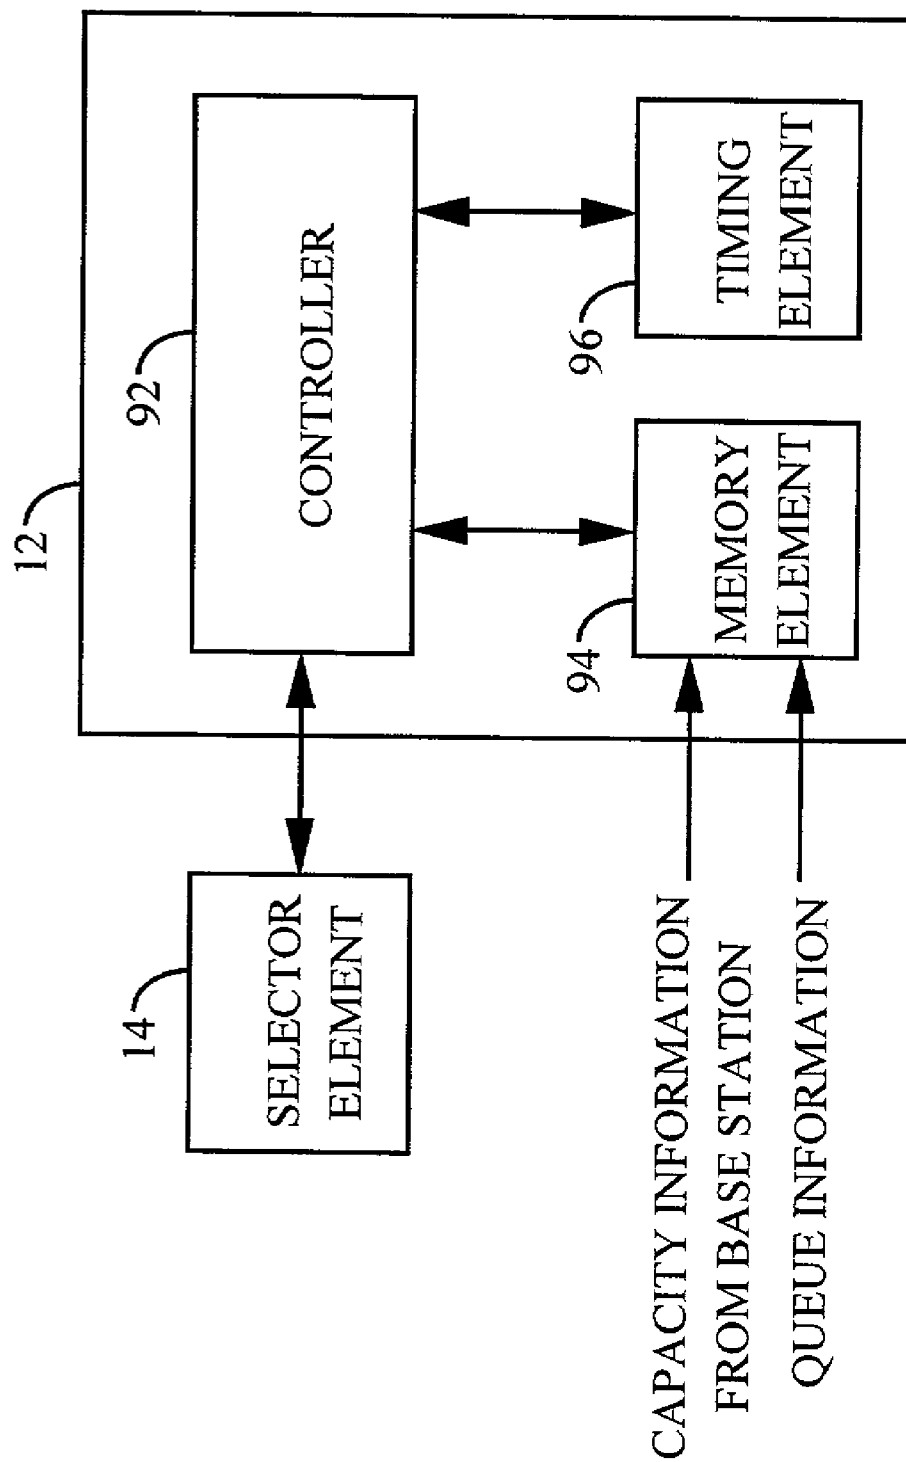 12
14
SELECTOR
ELEMENT
92
CONTROLLER
CAPACITY INFORMATION
FROM BASE STATION
QUEUE INFORMATION
94
MEMORY
ELEMENT
96
TIMING
ELEMENT